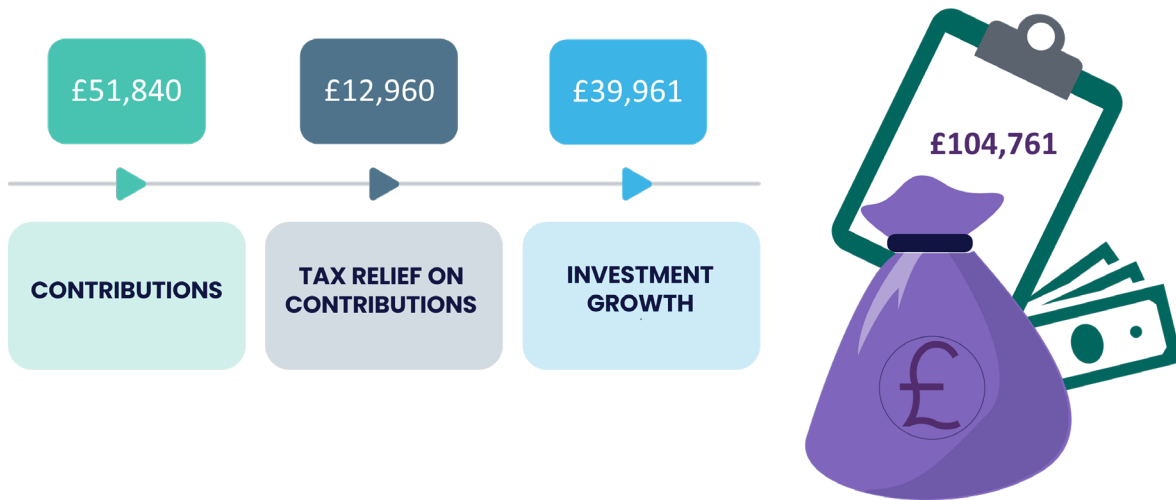 £51,840
£12,960
£39,961
£104,761
CONTRIBUTIONS
TAX RELIEF ON
CONTRIBUTIONS
INVESTMENT
GROWTH
£